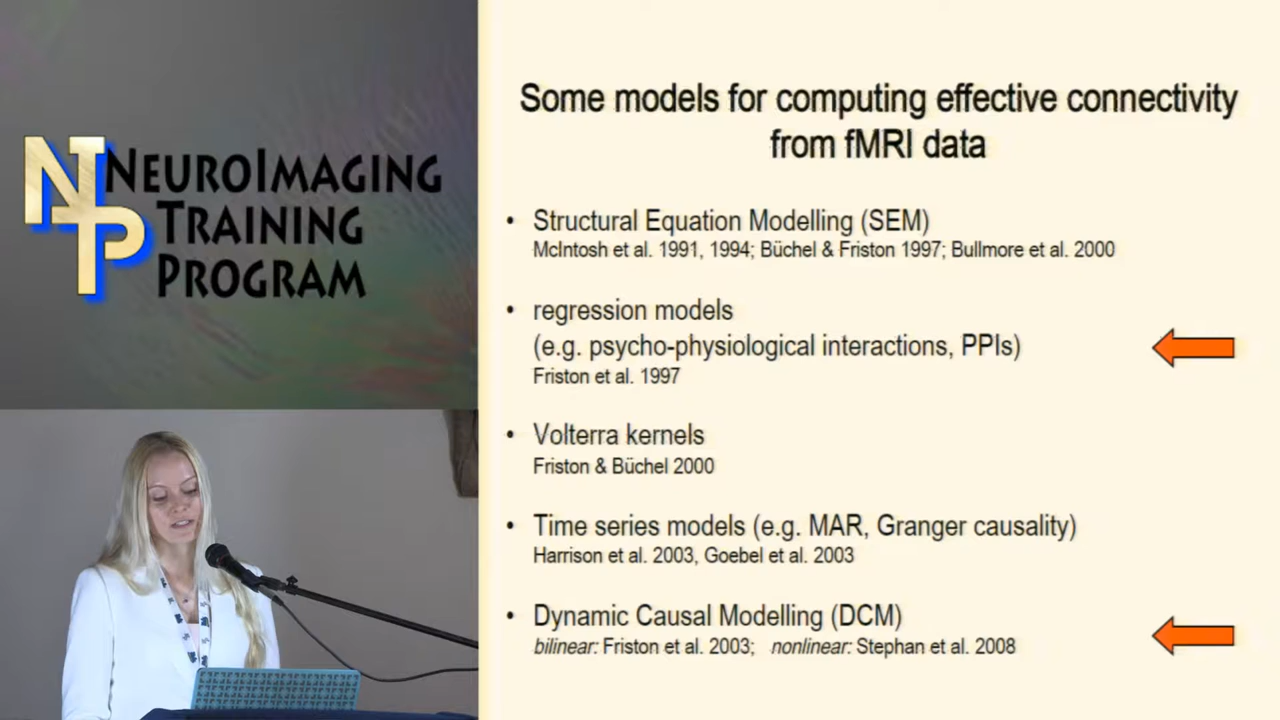 NTP
NEUROIMAGING
TRAINING
PROGRAM
Some models for computing effective connectivity
from fMRI data
• Structural Equation Modelling (SEM)
McIntosh et al. 1991, 1994; Büchel & Friston 1997; Bullmore et al. 2000
• regression models
(e.g. psycho-physiological interactions, PPIs)
Friston et al. 1997
• Volterra kernels
Friston & Büchel 2000
• Time series models (e.g. MAR, Granger causality)
Harrison et al. 2003, Goebel et al. 2003
• Dynamic Causal Modelling (DCM)
bilinear: Friston et al. 2003; nonlinear: Stephan et al. 2008